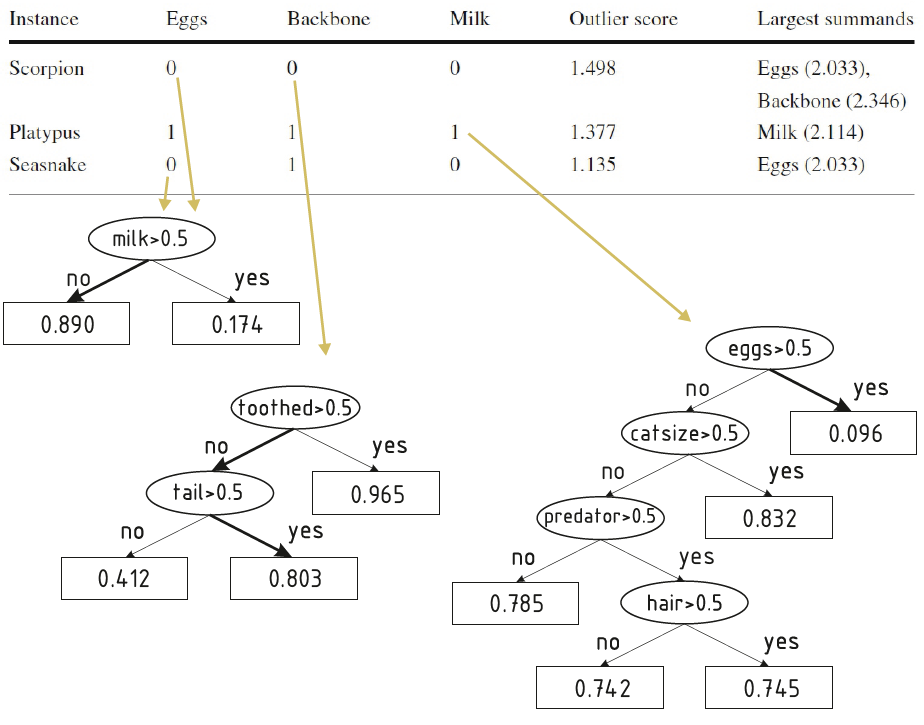 Instance Eggs Backbone Milk Outlier score Largest summands
Scorpion 0 0 0 1.498 Eggs (2.033),
Backbone (2.346)
Platypus 1 1 1 1.377 Milk (2.114)
Seasnake 0 1 0 1.135 Eggs (2.033)
milk>0.5
no yes
0.890 0.174
toothed>0.5
no yes
tail>0.5 0.965
no yes
0.412 0.803
eggs>0.5
no yes
catsize>0.5 0.096
no yes
predator>0.5 0.832
no yes
0.785 hair>0.5
no yes
0.742 0.745